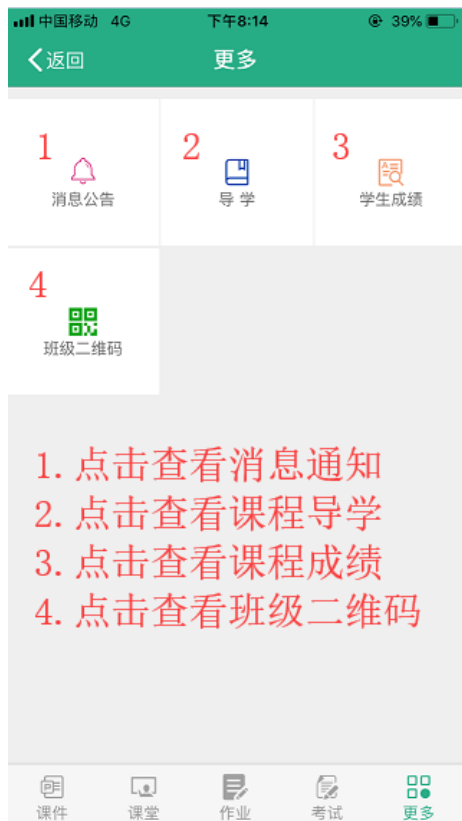 中国移动 4G 下午8:14 39%
返回 更多
1 2 3
消息公告 导 学 学生成绩
4
班级二维码
1. 点击查看消息通知
2. 点击查看课程导学
3. 点击查看课程成绩
4. 点击查看班级二维码
课件 课堂 作业 考试 更多